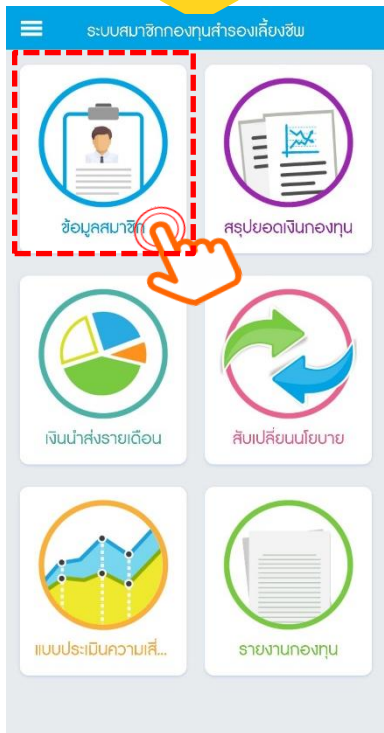 ระบบสมาชิกกองทุนสำรองเลี้ยงชีพ
ข้อมูลสมาชิก
สรุปยอดเงินกองทุน
เงินนำส่งรายเดือน
สับเปลี่ยนนโยบาย
แบบประเมินความเสี่...
รายงานกองทุน